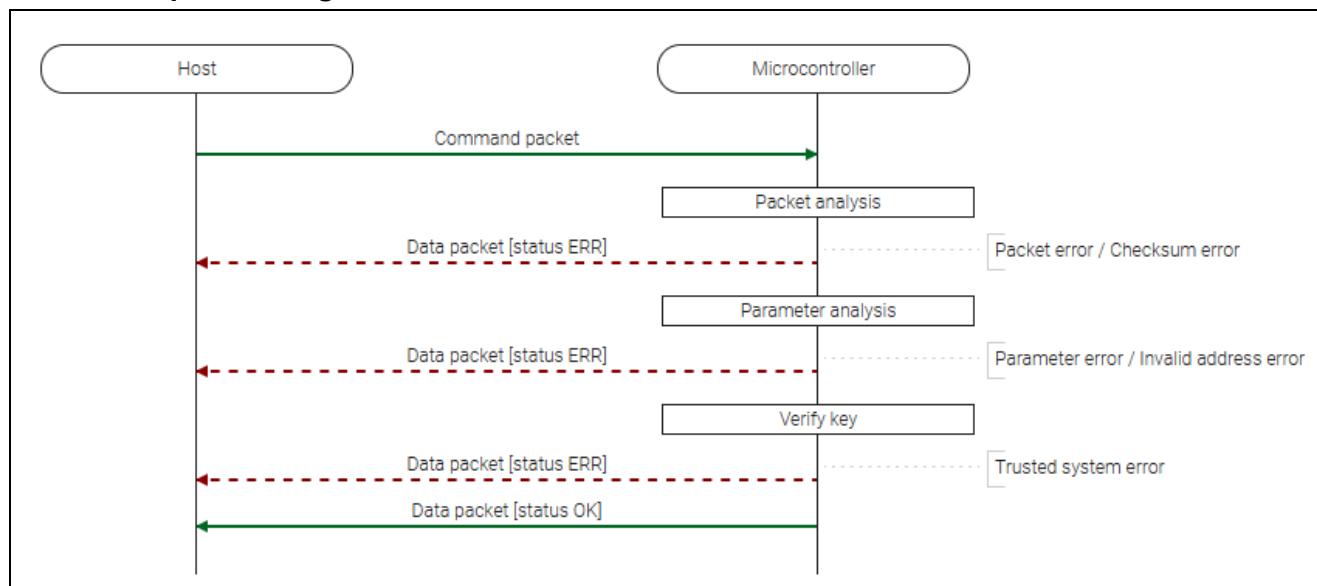 Host
Microcontroller
Command packet
Packet analysis
Data packet [status ERR]
Packet error / Checksum error
Parameter analysis
Data packet [status ERR]
Parameter error / Invalid address error
Verify key
Data packet [status ERR]
Trusted system error
Data packet [status OK]